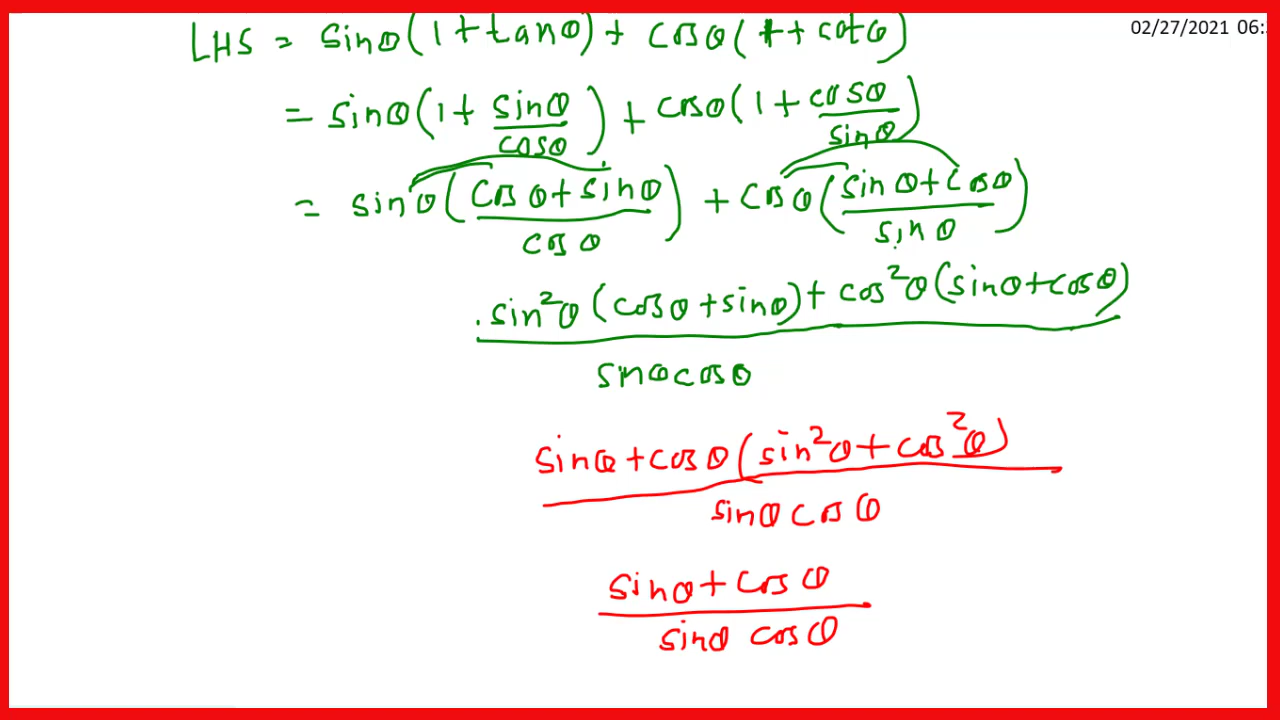 02/27/2021 06:
LHS = sinθ(1+tanθ) + cosθ(1+cotθ)
= sinθ(1+ sinθ/cosθ) + cosθ(1+ cosθ/sinθ)
= sinθ(cosθ+sinθ/cosθ) + cosθ(sinθ+cosθ/sinθ)
sin²θ(cosθ+sinθ)+cos²θ(sinθ+cosθ)
sinθcosθ
sinθ+cosθ(sin²θ+cos²θ)
sinθcosθ
sinθ+cosθ
sinθ cosθ